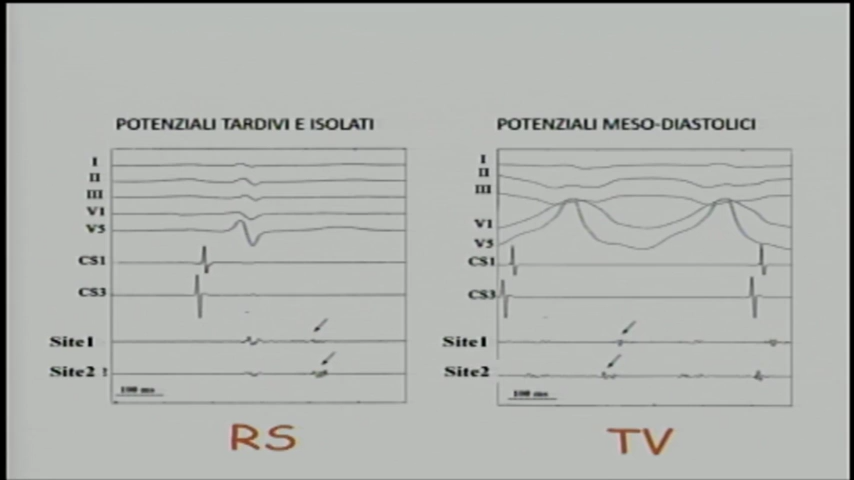 POTENZIALI TARDIVI E ISOLATI
I
II
III
V1
V5
CS1
CS3
Site1
Site2
100 ms
RS
POTENZIALI MESO-DIASTOLICI
I
II
III
V1
V5
CS1
CS3
Site1
Site2
100 ms
TV